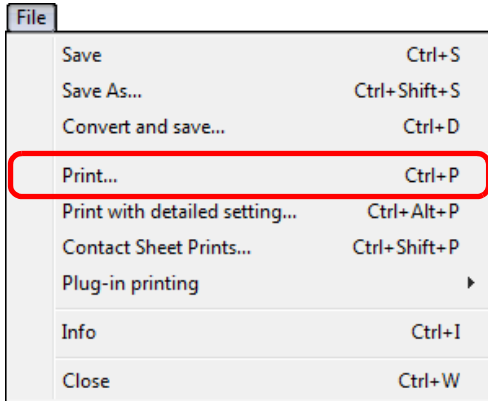 File
Save Ctrl+S
Save As... Ctrl+Shift+S
Convert and save... Ctrl+D
Print... Ctrl+P
Print with detailed setting... Ctrl+Alt+P
Contact Sheet Prints... Ctrl+Shift+P
Plug-in printing
Info Ctrl+I
Close Ctrl+W